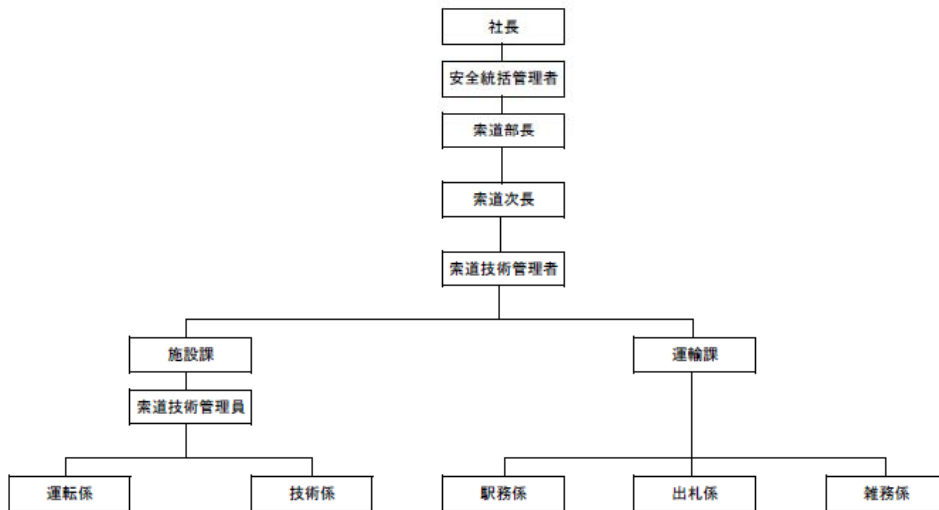 社長
安全統括管理者
索道部長
索道次長
索道技術管理者
施設課
運輸課
索道技術管理員
運転係
技術係
駅務係
出札係
雑務係